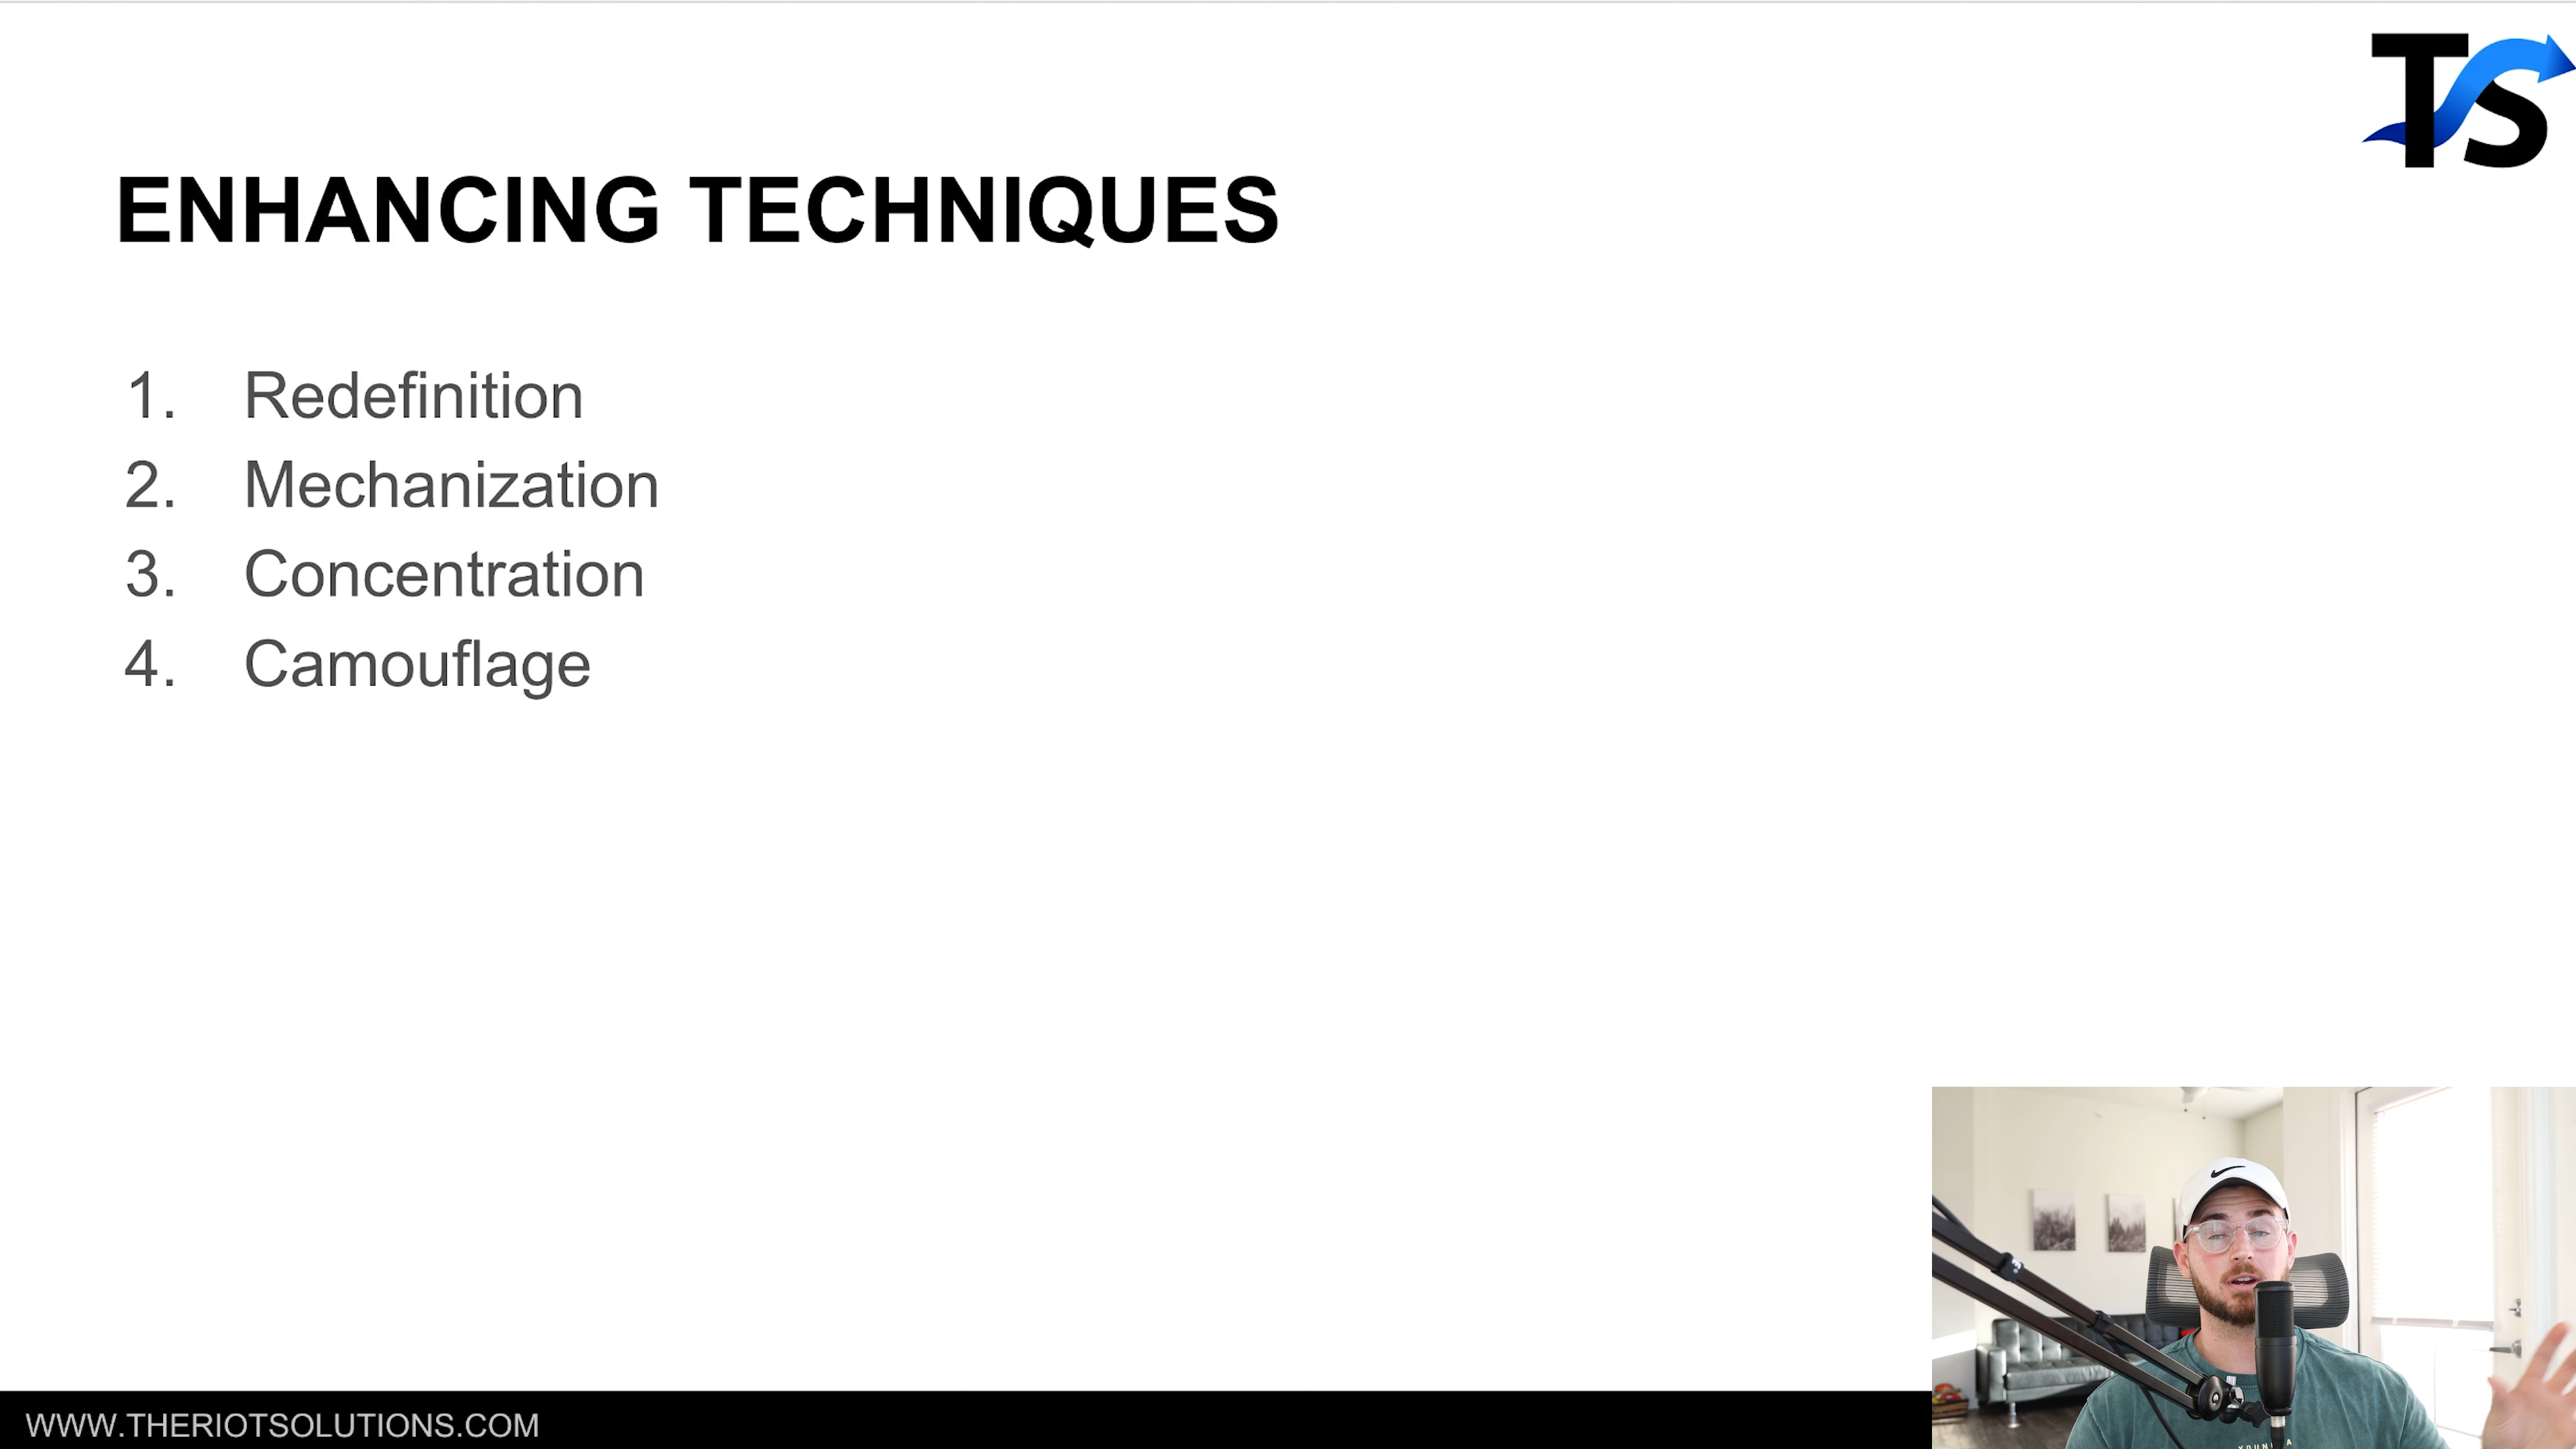 TS
ENHANCING TECHNIQUES
1. Redefinition
2. Mechanization
3. Concentration
4. Camouflage
WWW.THERIOTSOLUTIONS.COM